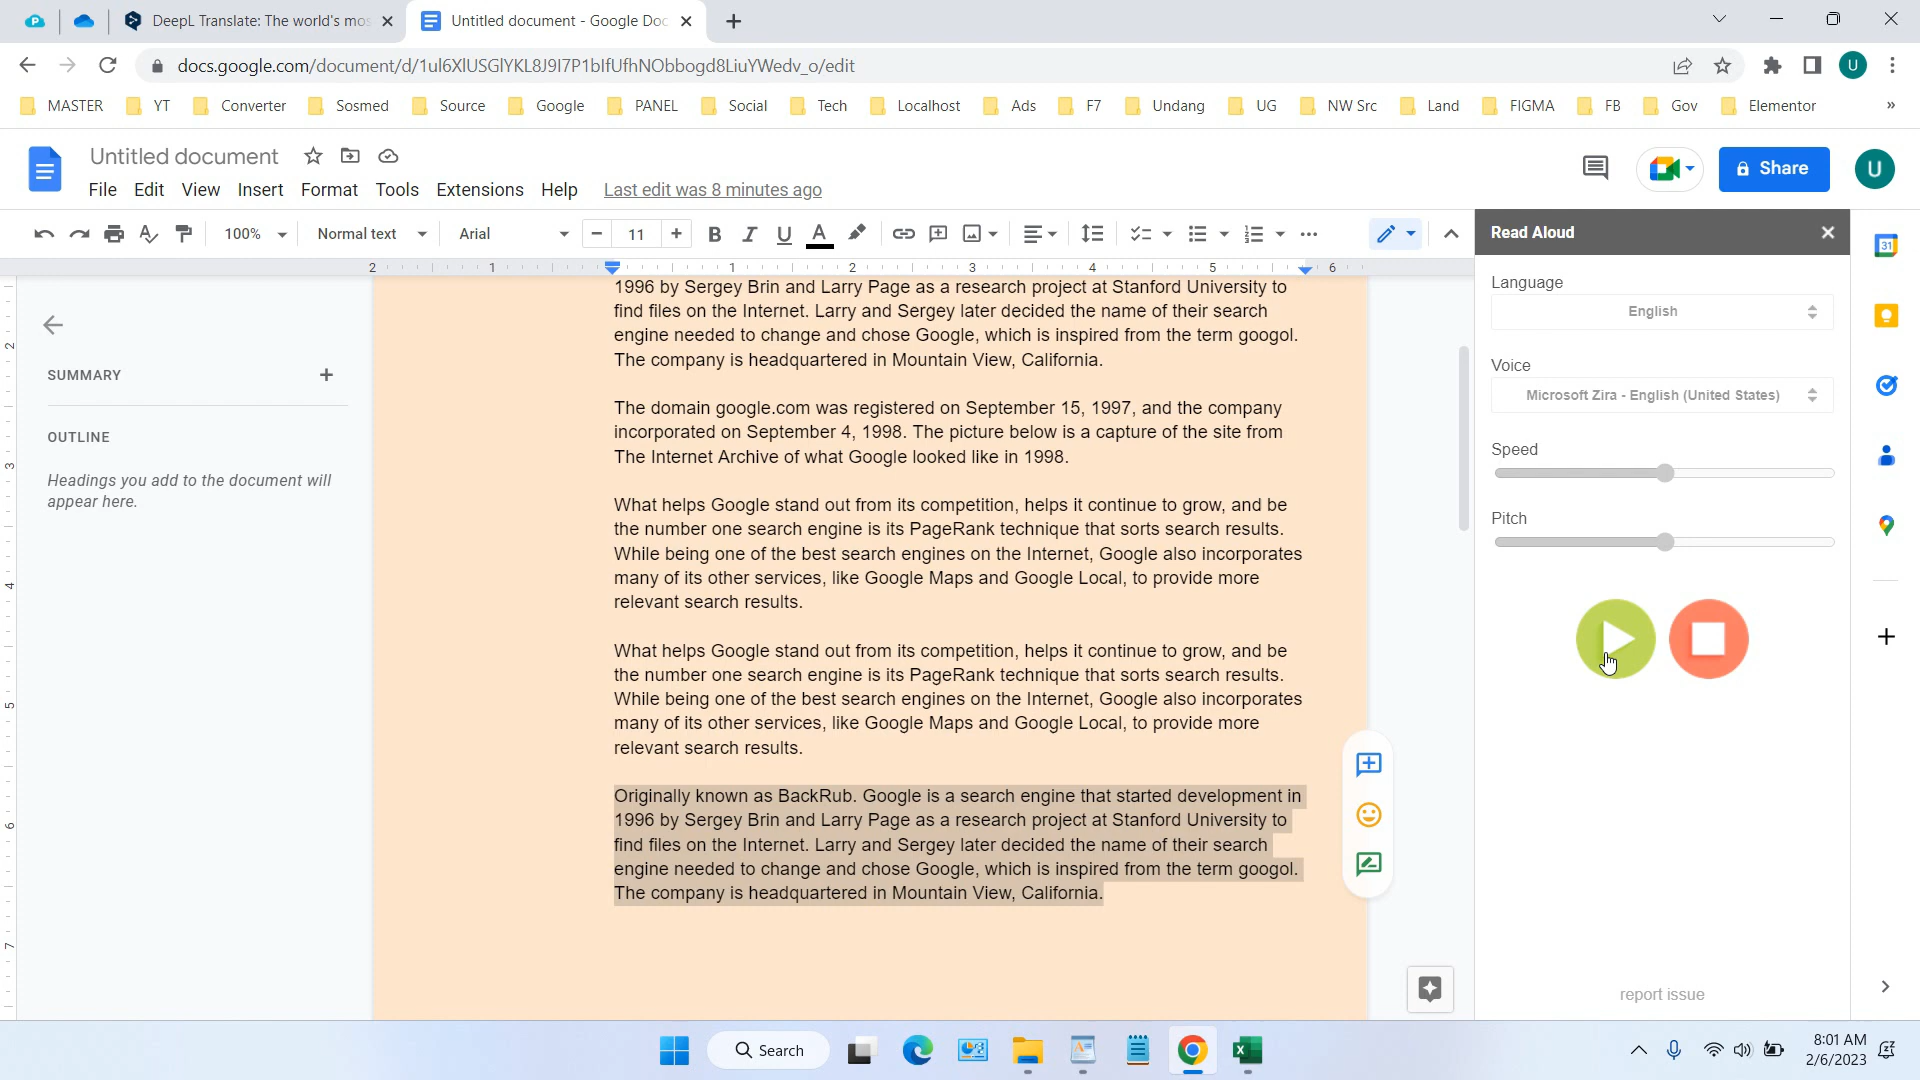 DeepL Translate: The world's mos
Untitled document - Google Doc
docs.google.com/document/d/1ul6XlUSGlYKL8J9I7P1blfUfhNObbogd8LiuYWedv_o/edit
MASTER YT Converter Sosmed Source Google PANEL Social Tech Localhost Ads F7 Undang UG NW Src Land FIGMA FB Gov Elementor »
Untitled document
File Edit View Insert Format Tools Extensions Help Last edit was 8 minutes ago
Share
U
U
100% Normal text Arial 11 B I U A
Read Aloud
2 1 1 2 3 4 5 6
SUMMARY
OUTLINE
Headings you add to the document will
appear here.
2
3
4
5
6
7
1996 by Sergey Brin and Larry Page as a research project at Stanford University to
find files on the Internet. Larry and Sergey later decided the name of their search
engine needed to change and chose Google, which is inspired from the term googol.
The company is headquartered in Mountain View, California.
The domain google.com was registered on September 15, 1997, and the company
incorporated on September 4, 1998. The picture below is a capture of the site from
The Internet Archive of what Google looked like in 1998.
What helps Google stand out from its competition, helps it continue to grow, and be
the number one search engine is its PageRank technique that sorts search results.
While being one of the best search engines on the Internet, Google also incorporates
many of its other services, like Google Maps and Google Local, to provide more
relevant search results.
What helps Google stand out from its competition, helps it continue to grow, and be
the number one search engine is its PageRank technique that sorts search results.
While being one of the best search engines on the Internet, Google also incorporates
many of its other services, like Google Maps and Google Local, to provide more
relevant search results.
Originally known as BackRub. Google is a search engine that started development in
1996 by Sergey Brin and Larry Page as a research project at Stanford University to
find files on the Internet. Larry and Sergey later decided the name of their search
engine needed to change and chose Google, which is inspired from the term googol.
The company is headquartered in Mountain View, California.
Language
English
Voice
Microsoft Zira - English (United States)
Speed
Pitch
report issue
31
Search
8:01 AM
2/6/2023